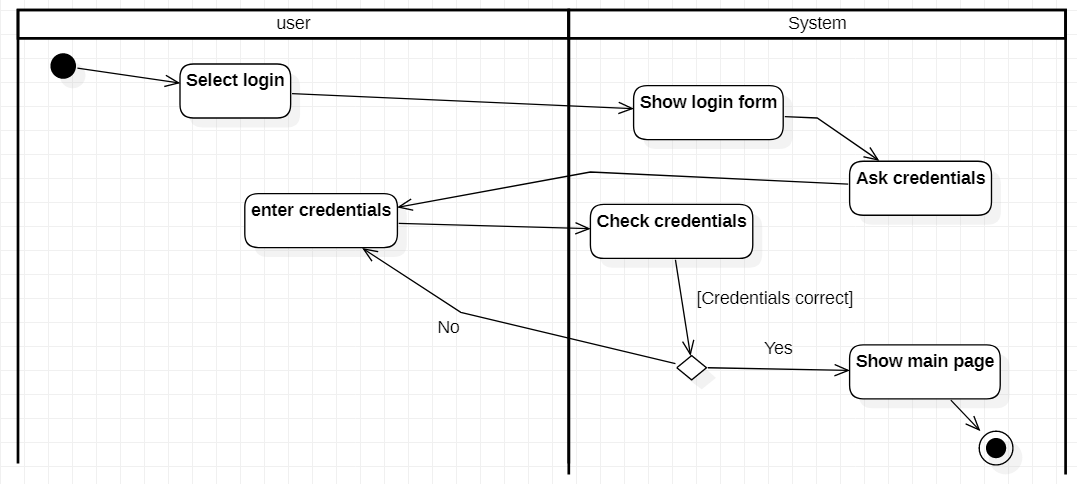 user
System
Select login
Show login form
Ask credentials
enter credentials
Check credentials
[Credentials correct]
No
Yes
Show main page